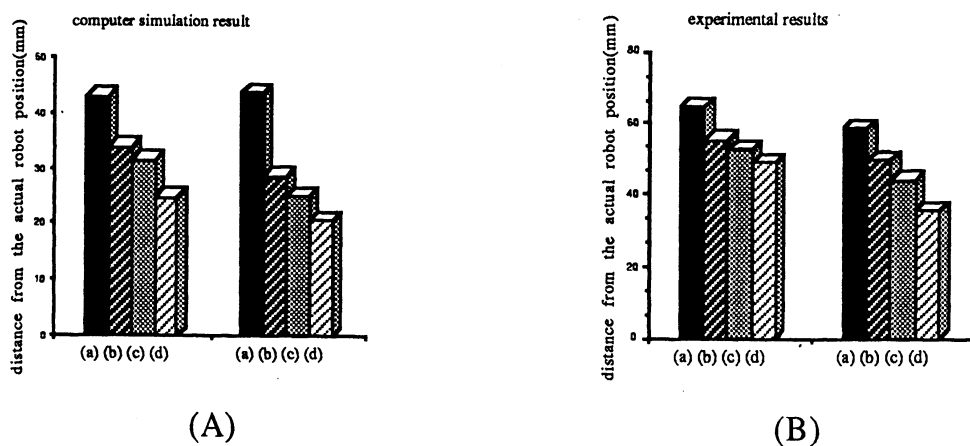 computer simulation result
distance from the actual robot position(mm)
50
40
30
20
10
0
(a) (b) (c) (d)
(a) (b) (c) (d)
(A)
experimental results
distance from the actual robot position(mm)
80
60
40
20
0
(a) (b) (c) (d)
(a) (b) (c) (d)
(B)